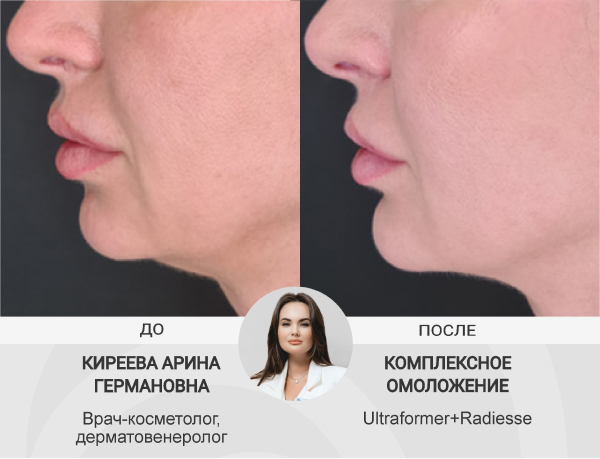 ДО
ПОСЛЕ
КИРЕЕВА АРИНА
ГЕРМАНОВНА
Врач-косметолог,
дерматовенеролог
КОМПЛЕКСНОЕ
ОМОЛОЖЕНИЕ
Ultraformer+Radiesse